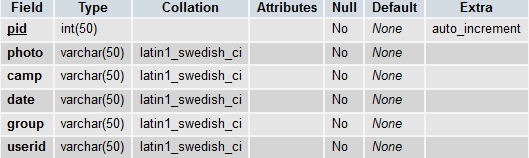 Field Type Collation Attributes Null Default Extra
pid int(50) No None auto_increment
photo varchar(50) latin1_swedish_ci No None
camp varchar(50) latin1_swedish_ci No None
date varchar(50) latin1_swedish_ci No None
group varchar(50) latin1_swedish_ci No None
userid varchar(50) latin1_swedish_ci No None